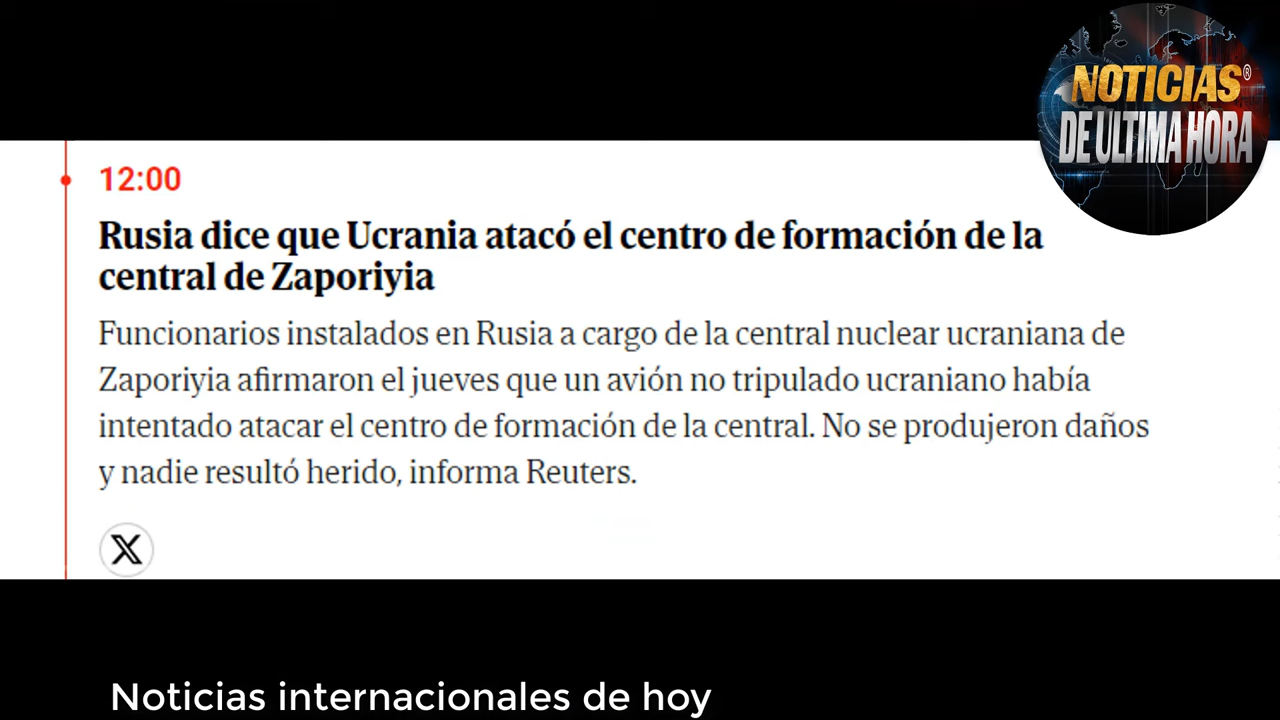 NOTICIAS®
DE ULTIMA HORA
12:00
Rusia dice que Ucrania atacó el centro de formación de la
central de Zaporiyia
Funcionarios instalados en Rusia a cargo de la central nuclear ucraniana de
Zaporiyia afirmaron el jueves que un avión no tripulado ucraniano había
intentado atacar el centro de formación de la central. No se produjeron daños
y nadie resultó herido, informa Reuters.
X
Noticias internacionales de hoy